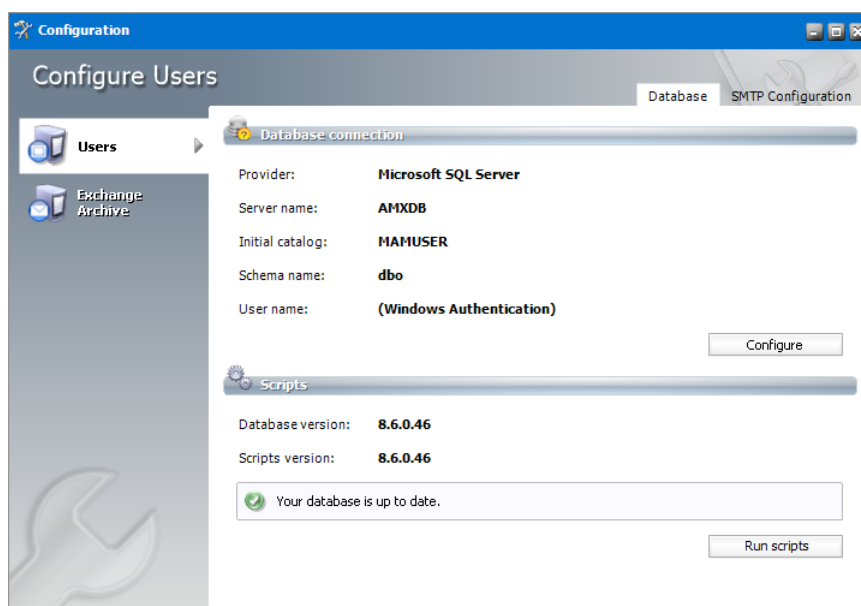 Configuration
Configure Users
Database
SMTP Configuration
Users
Exchange
Archive
Database connection
Provider: Microsoft SQL Server
Server name: AMXDB
Initial catalog: MAMUSER
Schema name: dbo
User name: (Windows Authentication)
Configure
Scripts
Database version: 8.6.0.46
Scripts version: 8.6.0.46
Your database is up to date.
Run scripts